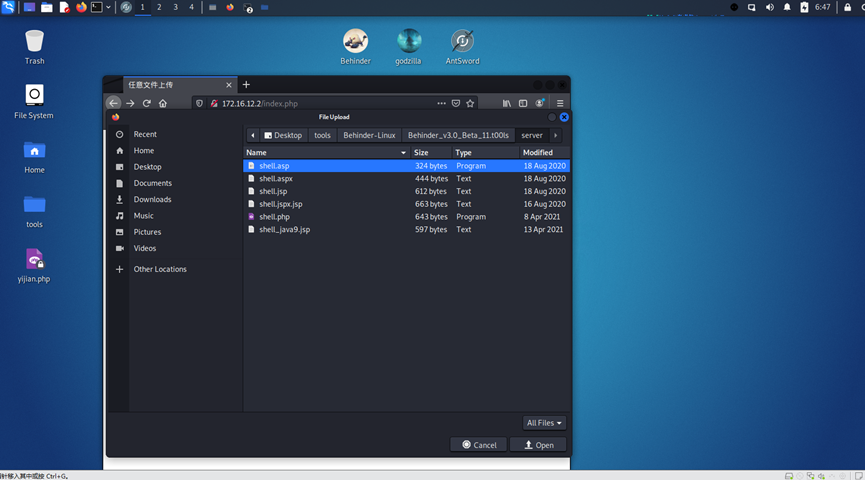 1 2 3 4
6:47
Trash
File System
Home
tools
yijian.php
Behinder
godzilla
AntSword
任意文件上传
172.16.12.2/index.php
File Upload
Recent
Home
Desktop
Documents
Downloads
Music
Pictures
Videos
Other Locations
Desktop tools Behinder-Linux Behinder_v3.0_Beta_11.t00ls server
Name Size Type Modified
shell.asp 324 bytes Program 18 Aug 2020
shell.aspx 444 bytes Text 18 Aug 2020
shell.jsp 612 bytes Text 18 Aug 2020
shell.jspx.jsp 663 bytes Text 16 Aug 2020
shell.php 643 bytes Program 8 Apr 2021
shell_java9.jsp 597 bytes Text 13 Apr 2021
All Files
Cancel Open
针移入其中或按 Ctrl+G。